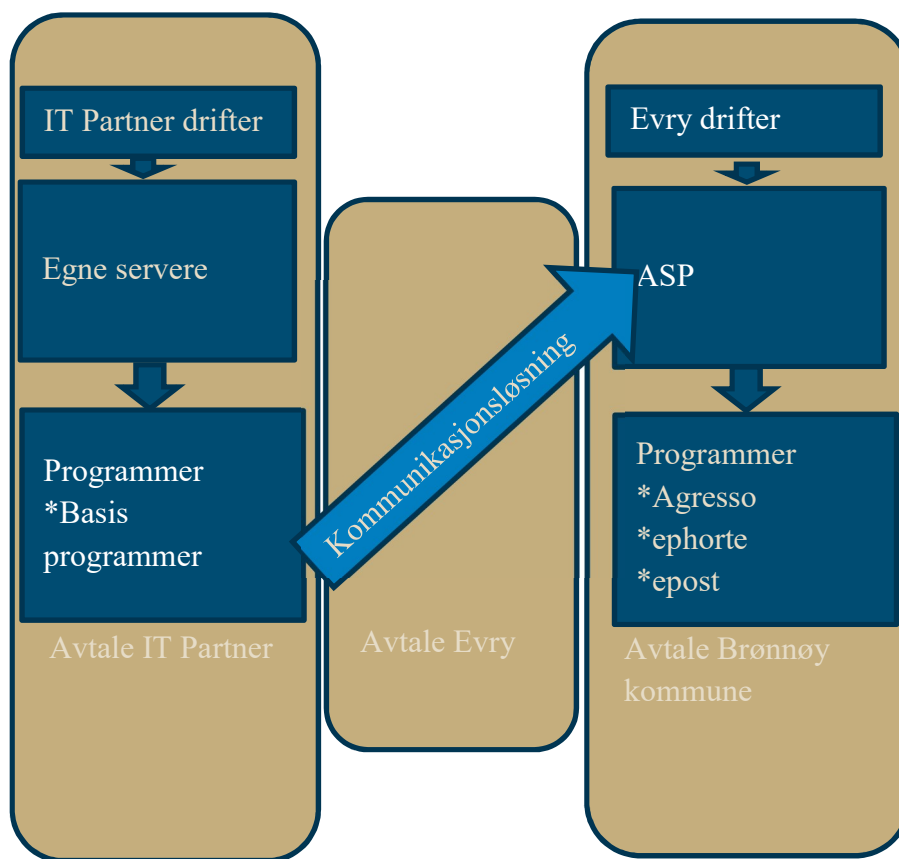 IT Partner drifter
Egne servere
Programmer
*Basis
programmer
Avtale IT Partner
Kommunikasjonsløsning
Avtale Evry
Evry drifter
ASP
Programmer
*Agresso
*ephorte
*epost
Avtale Brønnøy
kommune